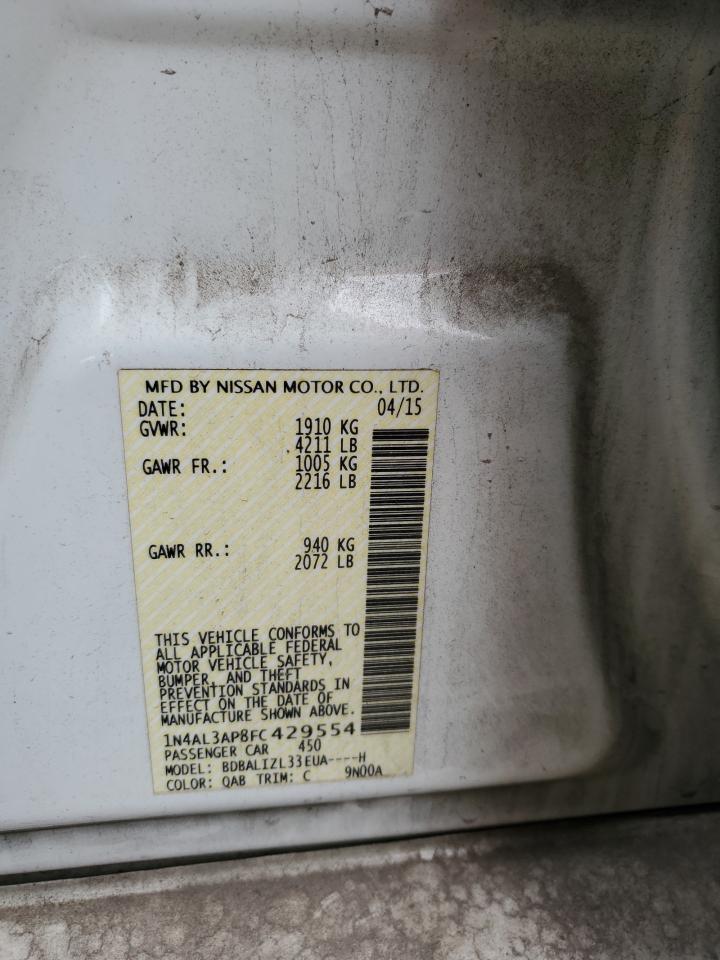 MFD BY NISSAN MOTOR CO., LTD.
DATE: 04/15
GVWR: 1910 KG
4211 LB
GAWR FR.: 1005 KG
2216 LB
GAWR RR.: 940 KG
2072 LB
THIS VEHICLE CONFORMS TO
ALL APPLICABLE FEDERAL
MOTOR VEHICLE SAFETY,
BUMPER, AND THEFT
PREVENTION STANDARDS IN
EFFECT ON THE DATE OF
MANUFACTURE SHOWN ABOVE.
1N4AL3AP8FC429554
PASSENGER CAR 450
MODEL: BDBALIZL33EUA----H
COLOR: QAB TRIM: C 9N00A